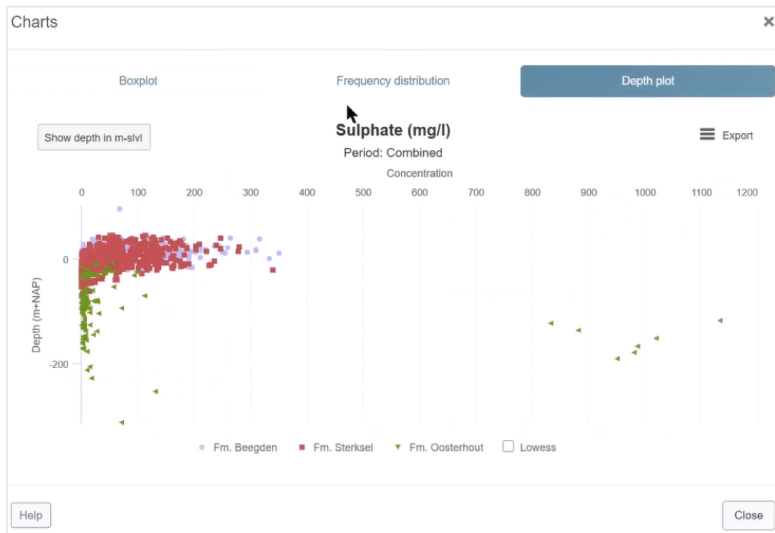 Charts ×
Boxplot Frequency distribution Depth plot
Show depth in m-slvl
Sulphate (mg/l)
Export
Period: Combined
Concentration
0 100 200 300 400 500 600 700 800 900 1000 1100 1200
Depth (m+NAP)
0
-200
Fm. Beegden Fm. Sterksel Fm. Oosterhout Lowess
Help Close